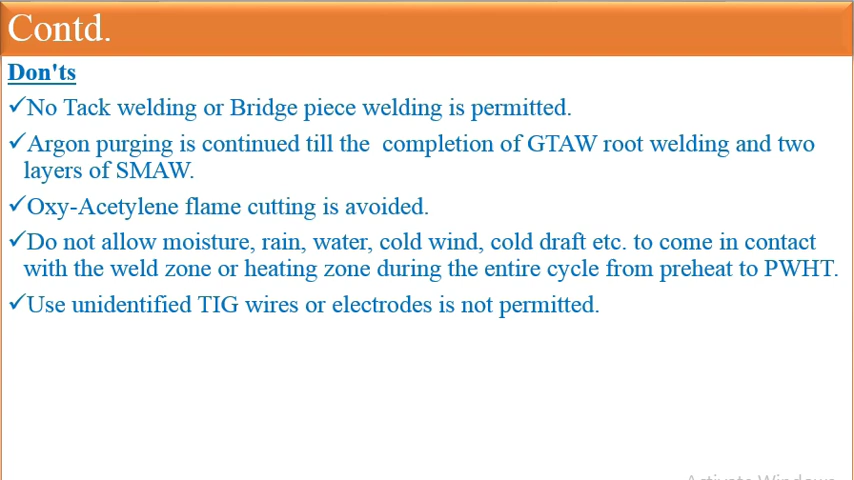 Contd.
Don'ts
✓No Tack welding or Bridge piece welding is permitted.
✓Argon purging is continued till the completion of GTAW root welding and two
layers of SMAW.
✓Oxy-Acetylene flame cutting is avoided.
✓Do not allow moisture, rain, water, cold wind, cold draft etc. to come in contact
with the weld zone or heating zone during the entire cycle from preheat to PWHT.
✓Use unidentified TIG wires or electrodes is not permitted.
Activate Windows